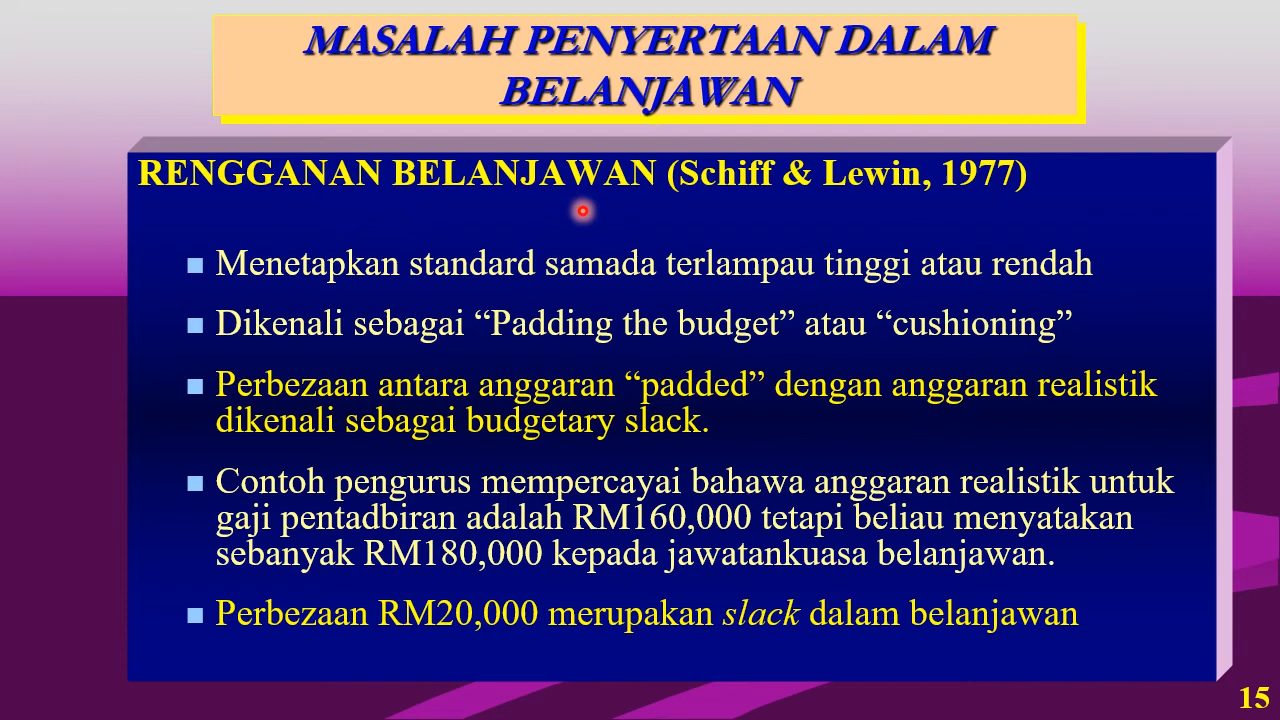 MASALAH PENYERTAAN DALAM
BELANJAWAN
RENGGANAN BELANJAWAN (Schiff & Lewin, 1977)
Menetapkan standard samada terlampau tinggi atau rendah
Dikenali sebagai “Padding the budget” atau “cushioning”
Perbezaan antara anggaran “padded” dengan anggaran realistik
dikenali sebagai budgetary slack.
Contoh pengurus mempercayai bahawa anggaran realistik untuk
gaji pentadbiran adalah RM160,000 tetapi beliau menyatakan
sebanyak RM180,000 kepada jawatankuasa belanjawan.
Perbezaan RM20,000 merupakan slack dalam belanjawan
15